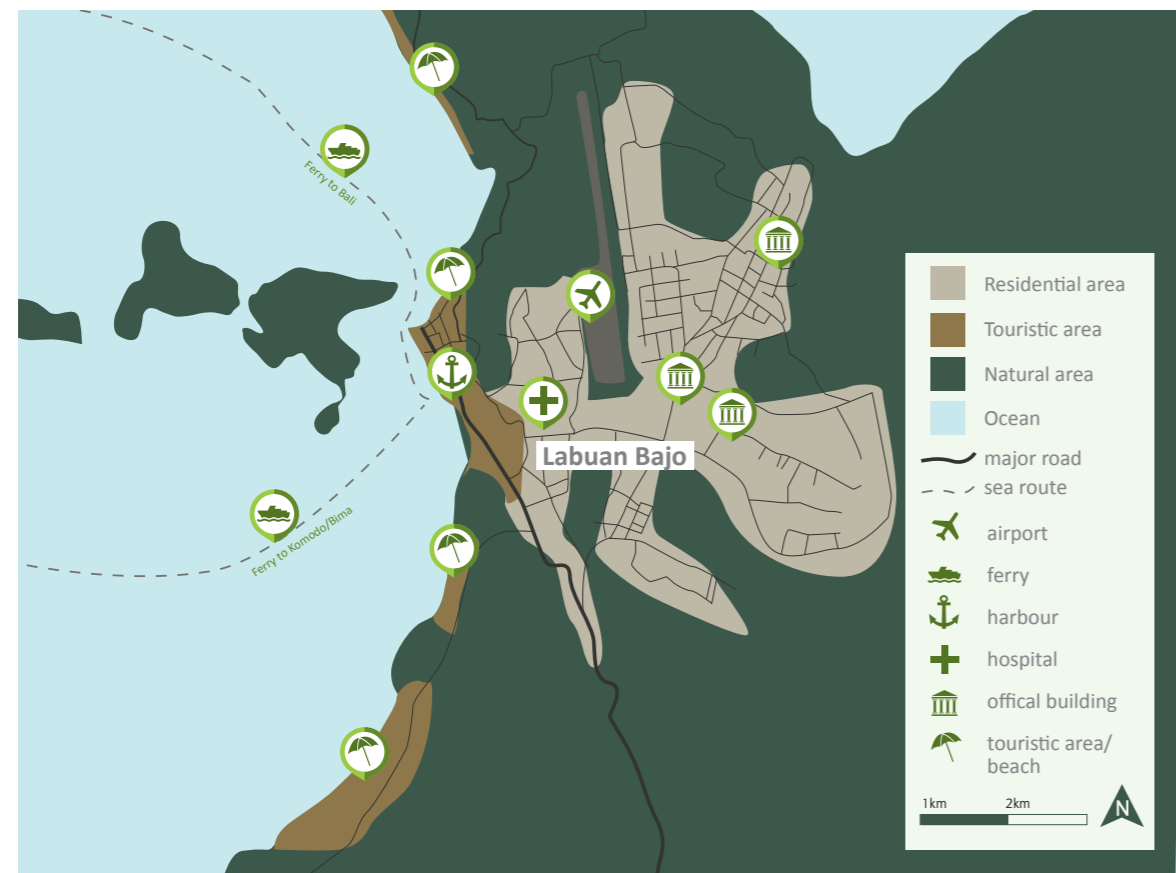 Ferry to Bali
Labuan Bajo
Ferry to Komodo/Bima
Residential area
Touristic area
Natural area
Ocean
major road
sea route
airport
ferry
harbour
hospital
offical building
touristic area/
beach
1km 2km
N